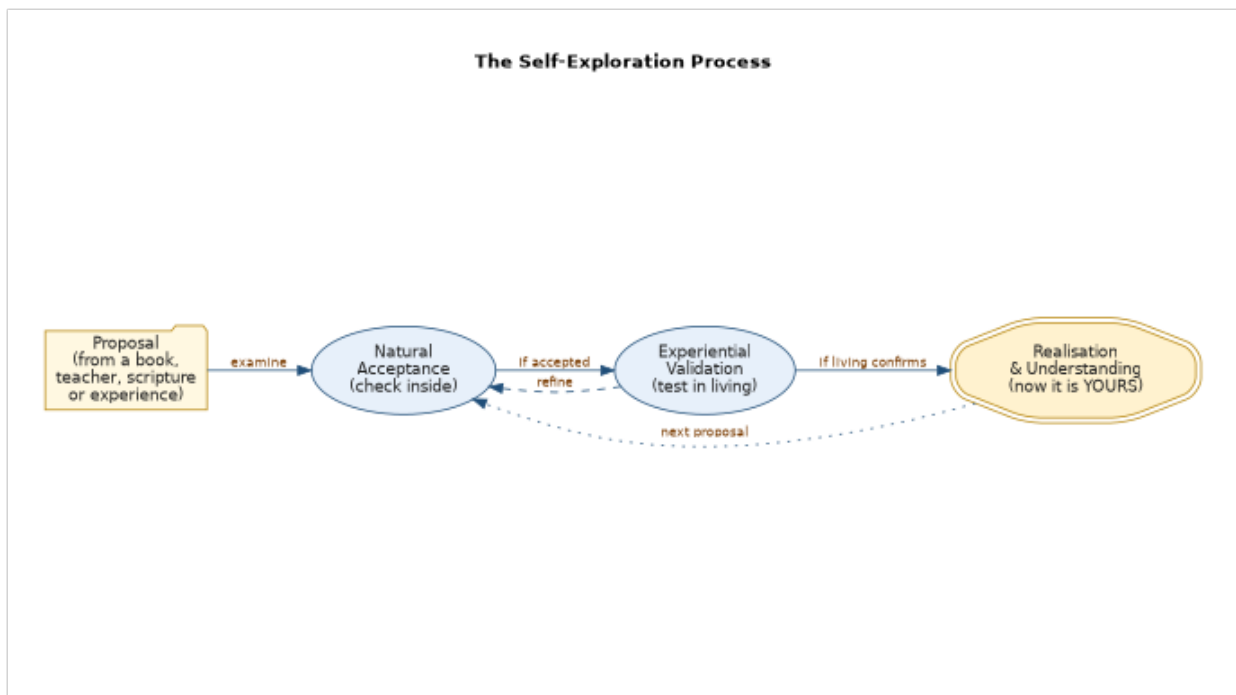 The Self-Exploration Process
Proposal
(from a book,
teacher, scripture
or experience)
examine
Natural
Acceptance
(check inside)
If accepted
refine
Experiential
Validation
(test in living)
If living confirms
Realisation
& Understanding
(now it is YOURS)
next proposal